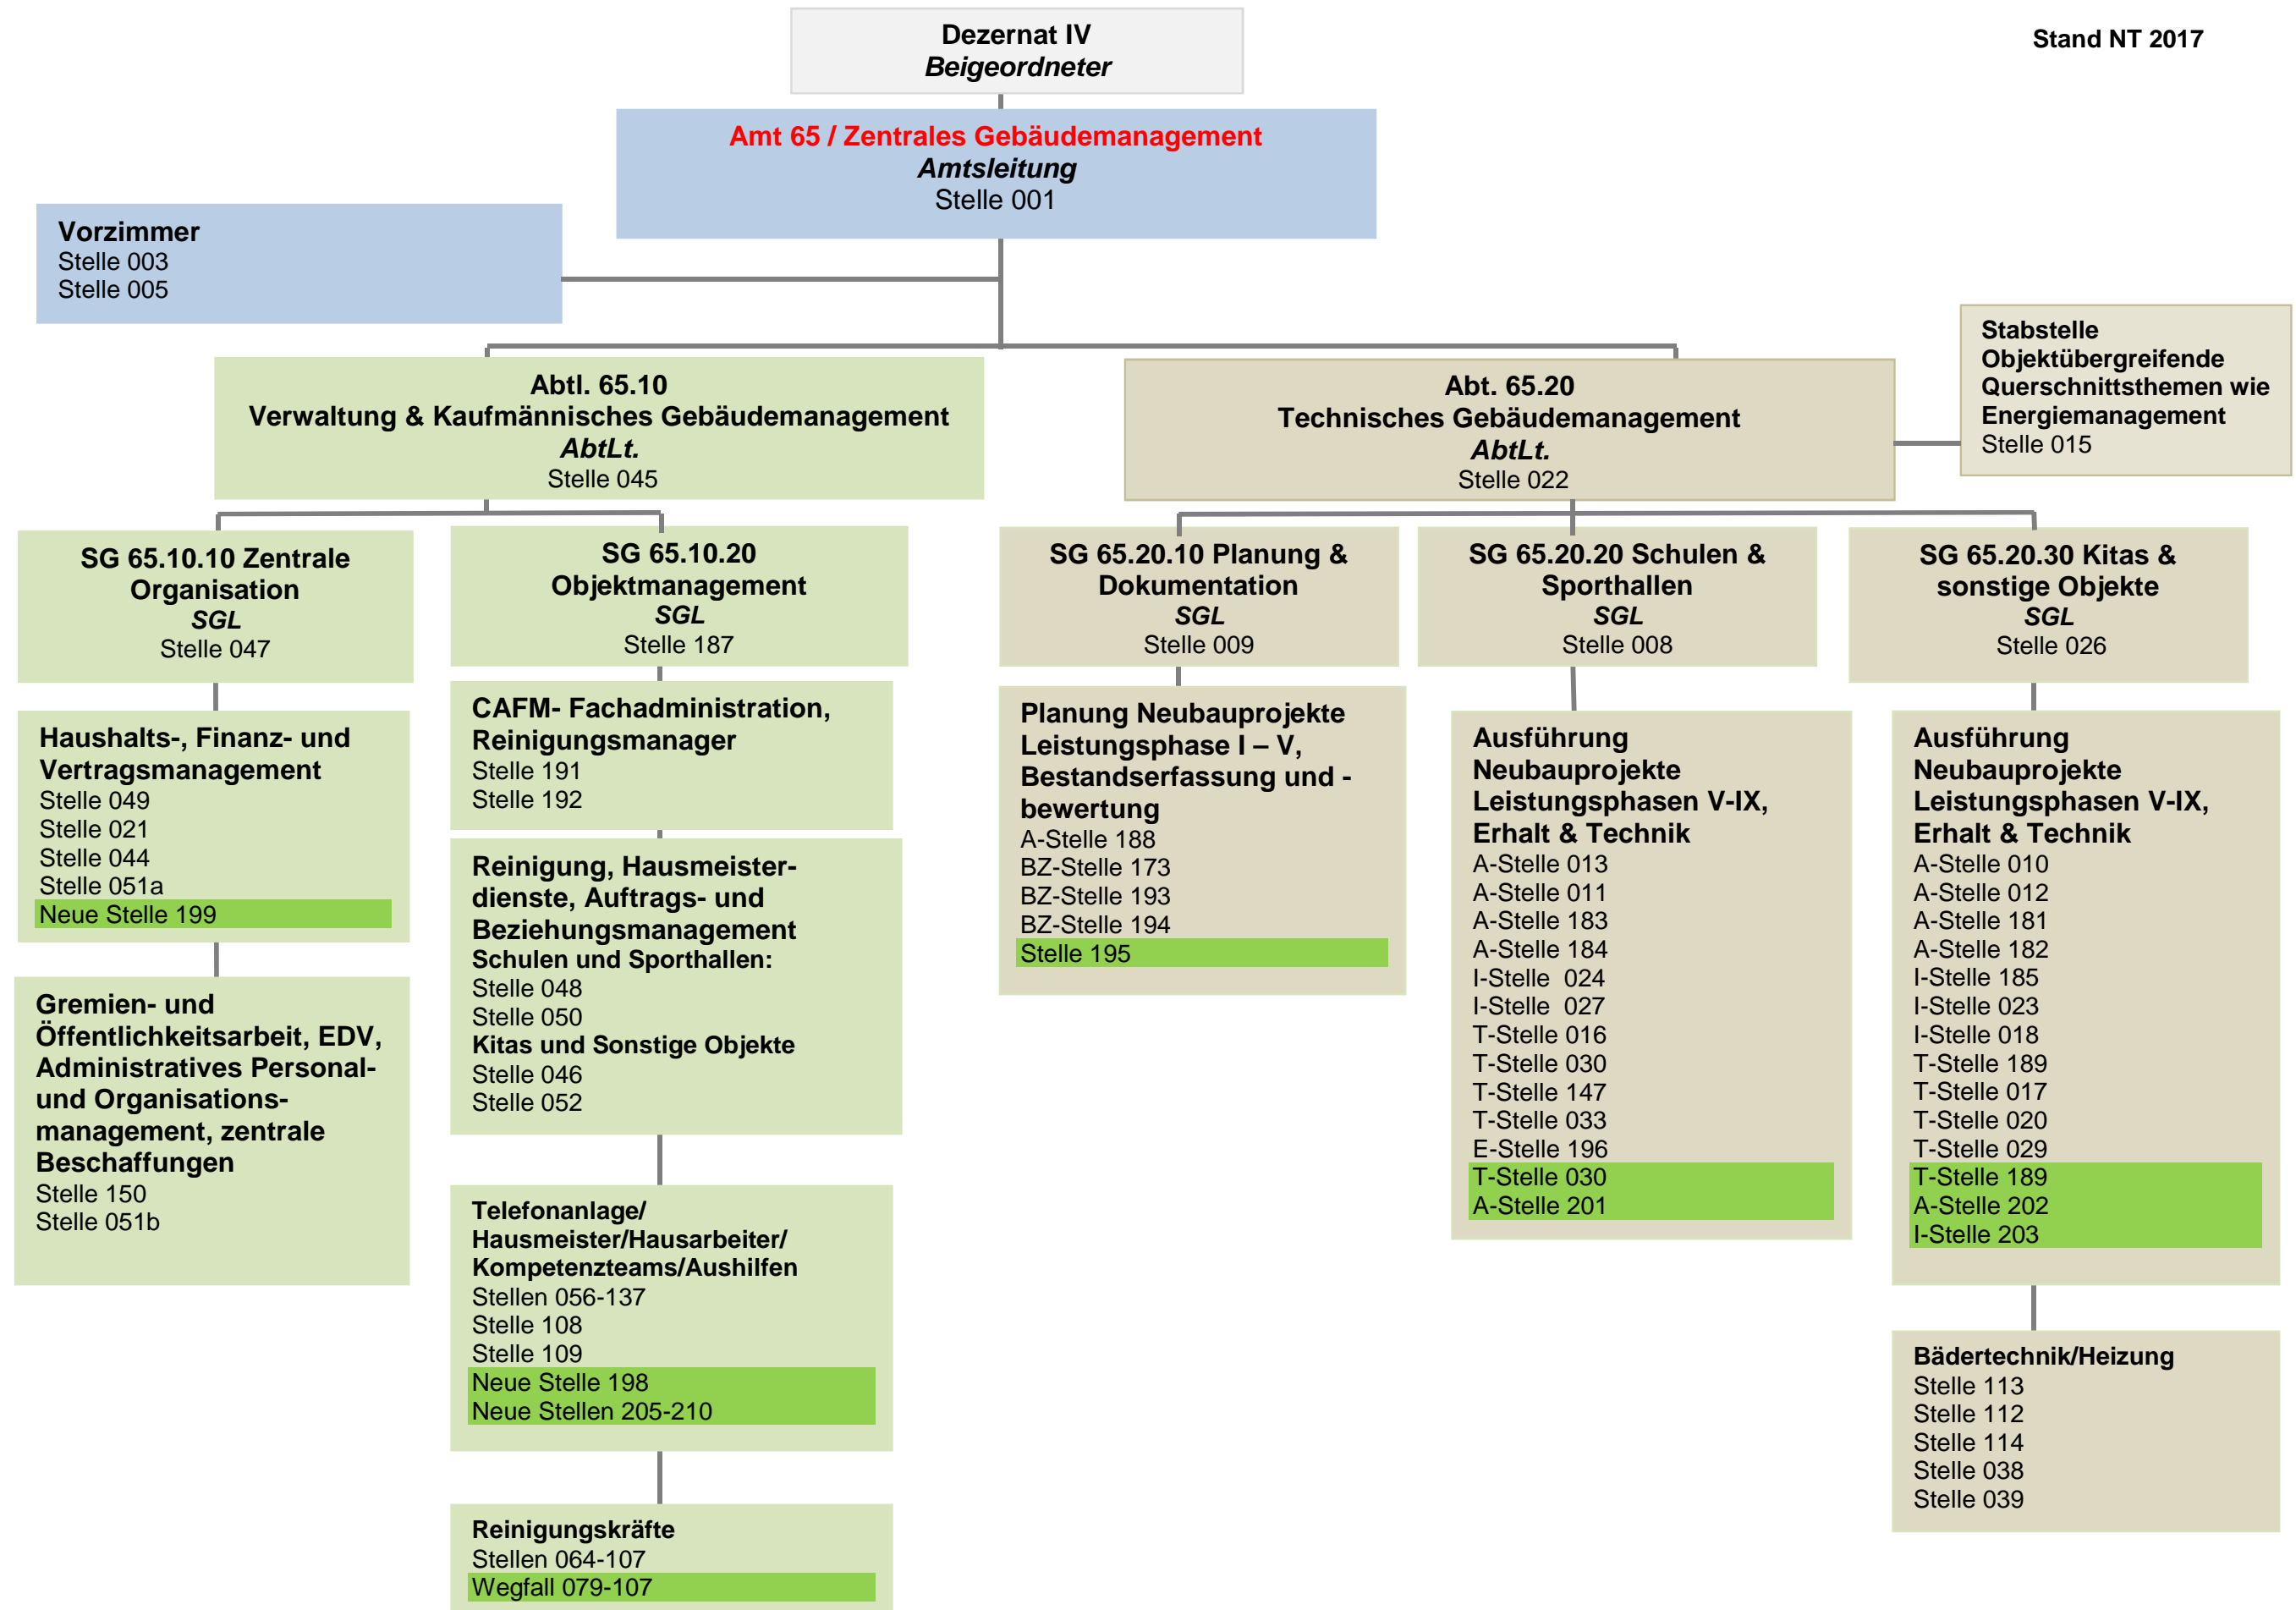 Dezernat IV
Beigeordneter
Stand NT 2017
Amt 65 / Zentrales Gebäudemanagement
Amtsleitung
Stelle 001
Vorzimmer
Stelle 003
Stelle 005
Stabstelle
Objektübergreifende
Querschnittsthemen wie
Energiemanagement
Stelle 015
Abtl. 65.10
Verwaltung & Kaufmännisches Gebäudemanagement
AbtLt.
Stelle 045
Abt. 65.20
Technisches Gebäudemanagement
AbtLt.
Stelle 022
SG 65.10.10 Zentrale
Organisation
SGL
Stelle 047
Haushalts-, Finanz- und
Vertragsmanagement
Stelle 049
Stelle 021
Stelle 044
Stelle 051a
Neue Stelle 199
Gremien- und
Öffentlichkeitsarbeit, EDV,
Administratives Personal-
und Organisations-
management, zentrale
Beschaffungen
Stelle 150
Stelle 051b
SG 65.10.20
Objektmanagement
SGL
Stelle 187
CAFM- Fachadministration,
Reinigungsmanager
Stelle 191
Stelle 192
Reinigung, Hausmeister-
dienste, Auftrags- und
Beziehungsmanagement
Schulen und Sporthallen:
Stelle 048
Stelle 050
Kitas und Sonstige Objekte
Stelle 046
Stelle 052
Telefonanlage/
Hausmeister/Hausarbeiter/
Kompetenzteams/Aushilfen
Stellen 056-137
Stelle 108
Stelle 109
Neue Stelle 198
Neue Stellen 205-210
Reinigungskräfte
Stellen 064-107
Wegfall 079-107
SG 65.20.10 Planung &
Dokumentation
SGL
Stelle 009
Planung Neubauprojekte
Leistungsphase I – V,
Bestandserfassung und -
bewertung
A-Stelle 188
BZ-Stelle 173
BZ-Stelle 193
BZ-Stelle 194
Stelle 195
SG 65.20.20 Schulen &
Sporthallen
SGL
Stelle 008
Ausführung
Neubauprojekte
Leistungsphasen V-IX,
Erhalt & Technik
A-Stelle 013
A-Stelle 011
A-Stelle 183
A-Stelle 184
I-Stelle  024
I-Stelle  027
T-Stelle 016
T-Stelle 030
T-Stelle 147
T-Stelle 033
E-Stelle 196
T-Stelle 030
A-Stelle 201
SG 65.20.30 Kitas &
sonstige Objekte
SGL
Stelle 026
Ausführung
Neubauprojekte
Leistungsphasen V-IX,
Erhalt & Technik
A-Stelle 010
A-Stelle 012
A-Stelle 181
A-Stelle 182
I-Stelle 185
I-Stelle 023
I-Stelle 018
T-Stelle 189
T-Stelle 017
T-Stelle 020
T-Stelle 029
T-Stelle 189
A-Stelle 202
I-Stelle 203
Bädertechnik/Heizung
Stelle 113
Stelle 112
Stelle 114
Stelle 038
Stelle 039